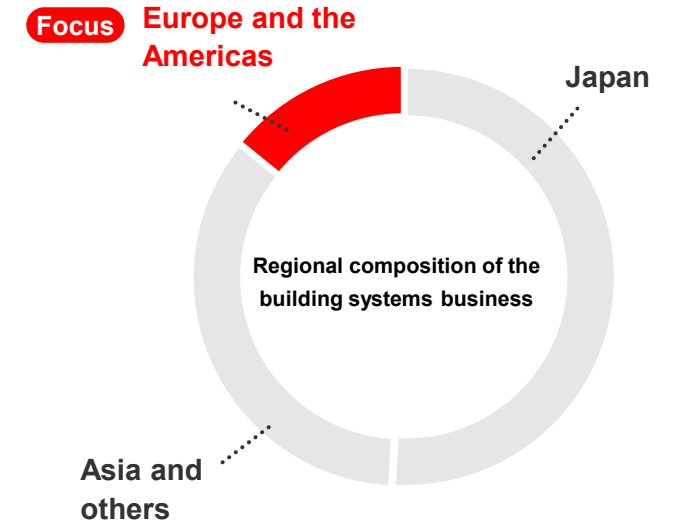 Focus
Europe and the
Americas
Japan
Regional composition of the
building systems business
Asia and
others